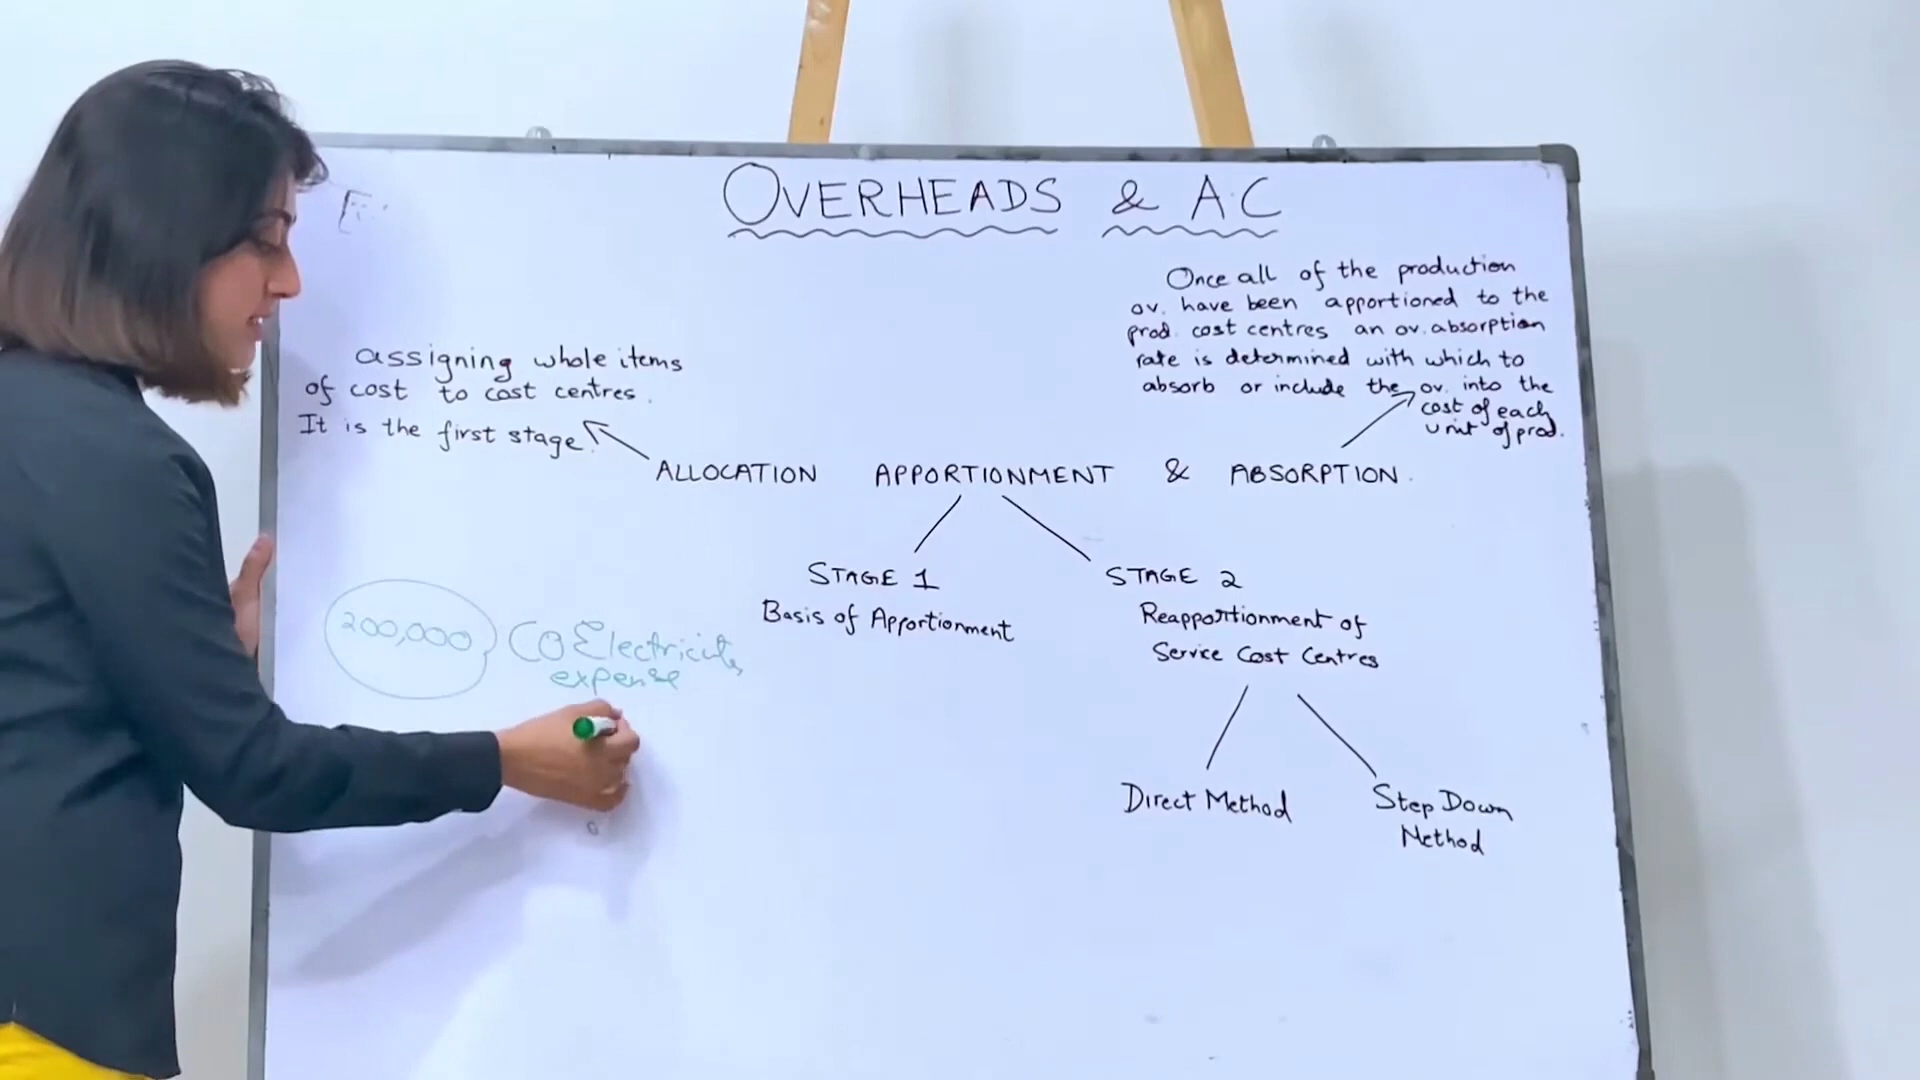 OVERHEADS & A.C
Once all of the production
ov. have been apportioned to the
prod. cost centres an ov. absorption
rate is determined with which to
absorb or include the ov. into the
cost of each
unit of prod.
assigning whole items
of cost to cost centres.
It is the first stage.
ALLOCATION APPORTIONMENT & ABSORPTION.
STAGE 1
Basis of Apportionment
STAGE 2
Reapportionment of
Service Cost Centres
Direct Method
Step Down
Method
200,000
CO Electricity
expense